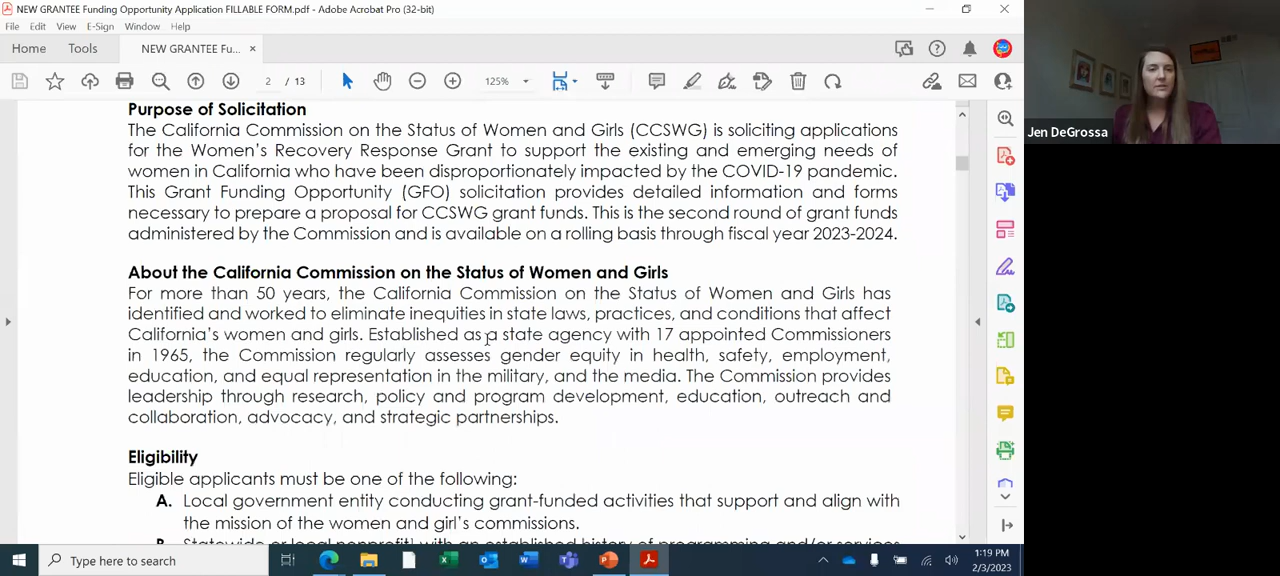 NEW GRANTEE Funding Opportunity Application FILLABLE FORM.pdf - Adobe Acrobat Pro (32-bit)
File Edit View E-Sign Window Help
Home Tools NEW GRANTEE Fu... ×
2 / 13 125%
Purpose of Solicitation
The California Commission on the Status of Women and Girls (CCSWG) is soliciting applications
for the Women's Recovery Response Grant to support the existing and emerging needs of
women in California who have been disproportionately impacted by the COVID-19 pandemic.
This Grant Funding Opportunity (GFO) solicitation provides detailed information and forms
necessary to prepare a proposal for CCSWG grant funds. This is the second round of grant funds
administered by the Commission and is available on a rolling basis through fiscal year 2023-2024.
About the California Commission on the Status of Women and Girls
For more than 50 years, the California Commission on the Status of Women and Girls has
identified and worked to eliminate inequities in state laws, practices, and conditions that affect
California's women and girls. Established as a state agency with 17 appointed Commissioners
in 1965, the Commission regularly assesses gender equity in health, safety, employment,
education, and equal representation in the military, and the media. The Commission provides
leadership through research, policy and program development, education, outreach and
collaboration, advocacy, and strategic partnerships.
Eligibility
Eligible applicants must be one of the following:
A. Local government entity conducting grant-funded activities that support and align with
the mission of the women and girl's commissions.
B. Statewide or local nonprofit with an established history of programming and/or services
Jen DeGrossa
Type here to search
1:19 PM
2/3/2023